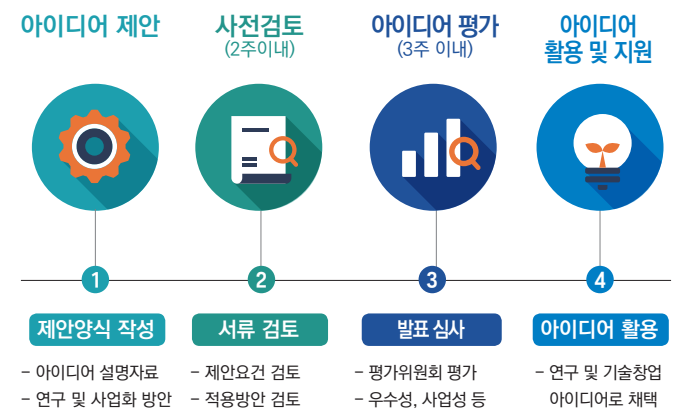 아이디어 제안
사전검토
(2주이내)
아이디어 평가
(3주 이내)
아이디어
활용 및 지원
1
2
3
4
제안양식 작성
서류 검토
발표 심사
아이디어 활용
- 아이디어 설명자료
- 연구 및 사업화 방안
- 제안요건 검토
- 적용방안 검토
- 평가위원회 평가
- 우수성, 사업성 등
- 연구 및 기술창업
아이디어로 채택